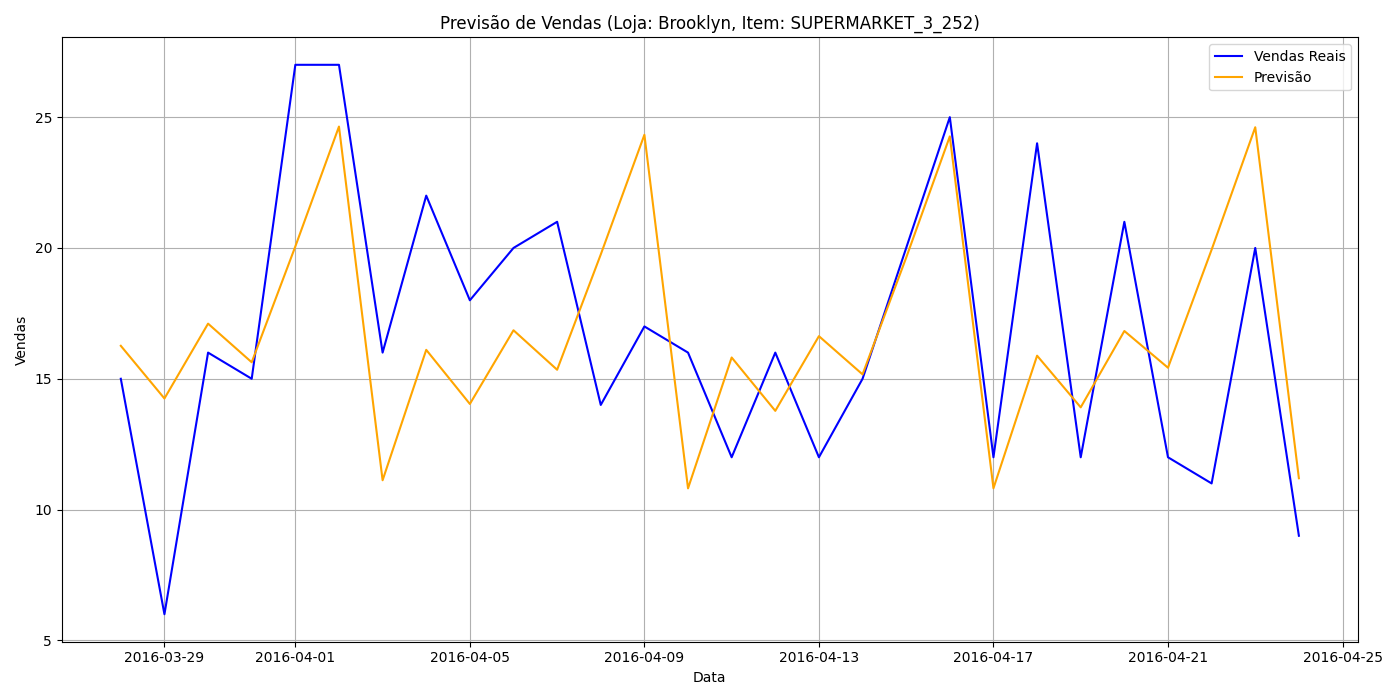 Previsão de Vendas (Loja: Brooklyn, Item: SUPERMARKET_3_252)
Vendas Reais
Previsão
25
20
15
10
5
Vendas
2016-03-29 2016-04-01 2016-04-05 2016-04-09 2016-04-13 2016-04-17 2016-04-21 2016-04-25
Data